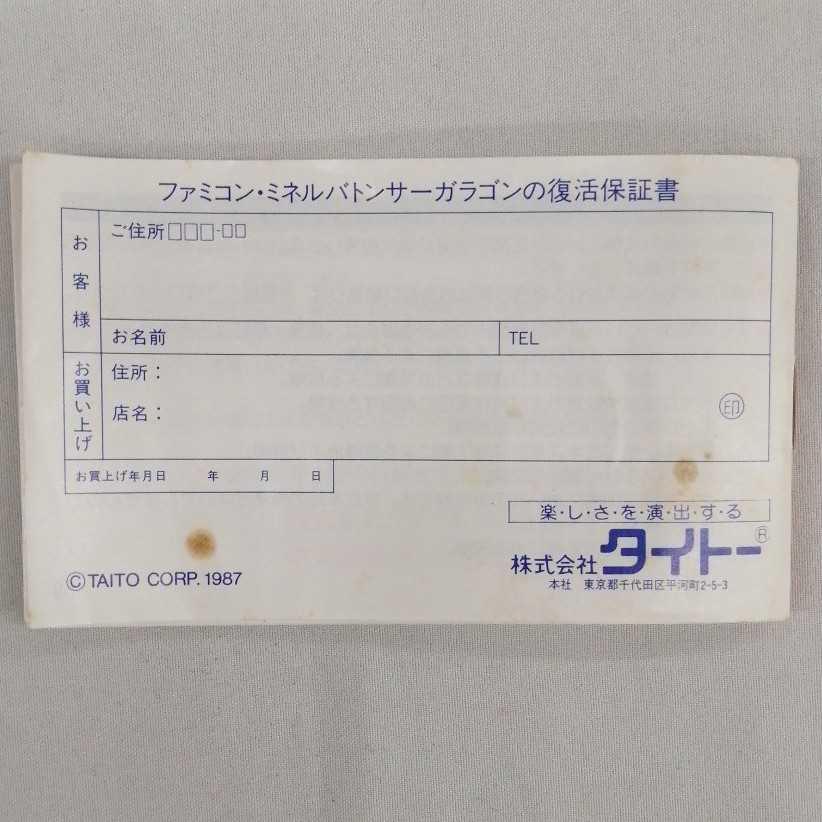 ファミコン・ミネルバトンサーガラゴンの復活保証書
お客様
ご住所□□□-□□
お名前
TEL
お買い上げ
住所：
店名：
印
お買上げ年月日 年 月 日
楽・し・さ・を・演・出・す・る
株式会社 タイトー®
本社 東京都千代田区平河町2-5-3
©TAITO CORP. 1987